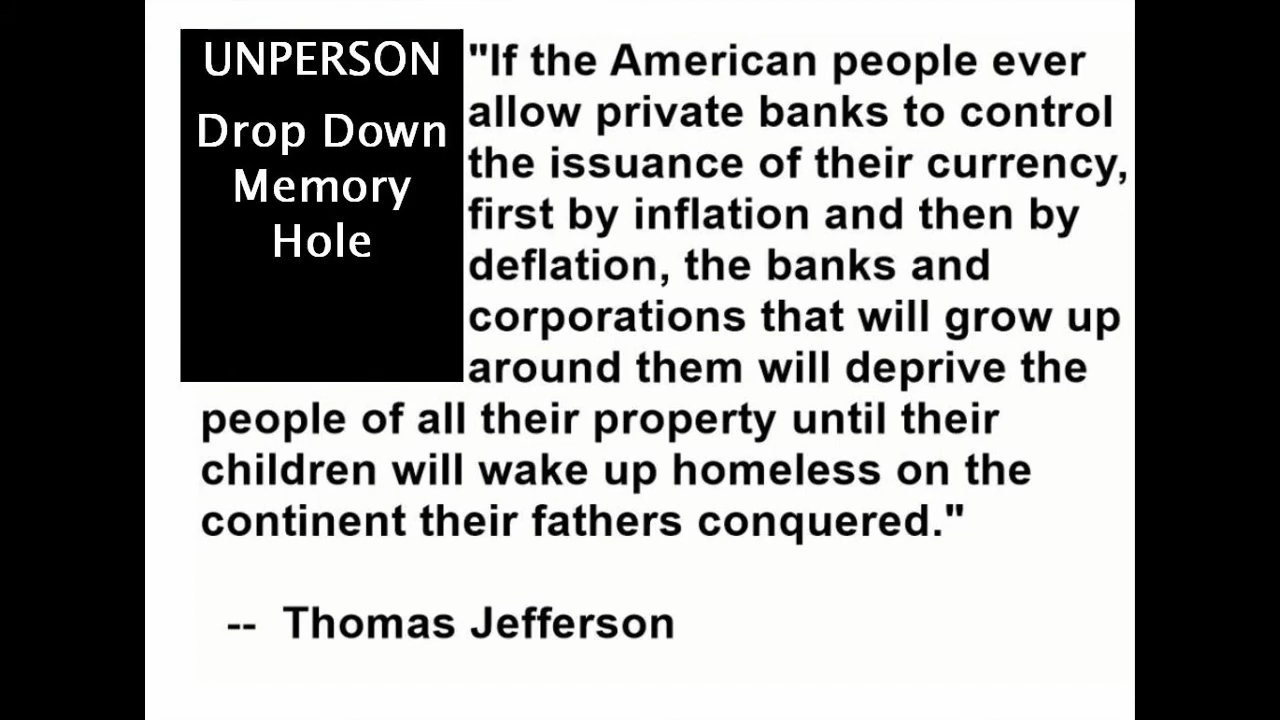 UNPERSON
Drop Down
Memory
Hole
"If the American people ever
allow private banks to control
the issuance of their currency,
first by inflation and then by
deflation, the banks and
corporations that will grow up
around them will deprive the
people of all their property until their
children will wake up homeless on the
continent their fathers conquered."
-- Thomas Jefferson